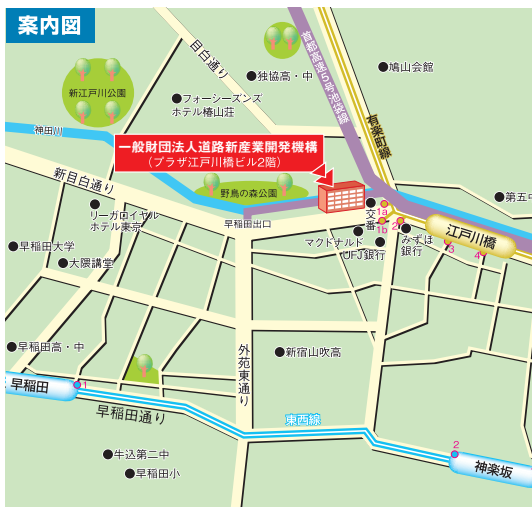 案内図
目白通り
新江戸川公園
独協高・中
フォーシーズンズ
ホテル椿山荘
首都高速5号池袋線
鳩山会館
有楽町線
神田川
一般財団法人道路新産業開発機構
(プラザ江戸川橋ビル2階)
新目白通り
野鳥の森公園
早稲田出口
リーガロイヤル
ホテル東京
交番
1a
1b
2
マクドナルド
UFJ銀行
みずほ
銀行
江戸川橋
3
4
第五中
早稲田大学
大隈講堂
早稲田高・中
外苑東通り
新宿山吹高
早稲田
1
早稲田通り
東西線
2
神楽坂
牛込第二中
早稲田小